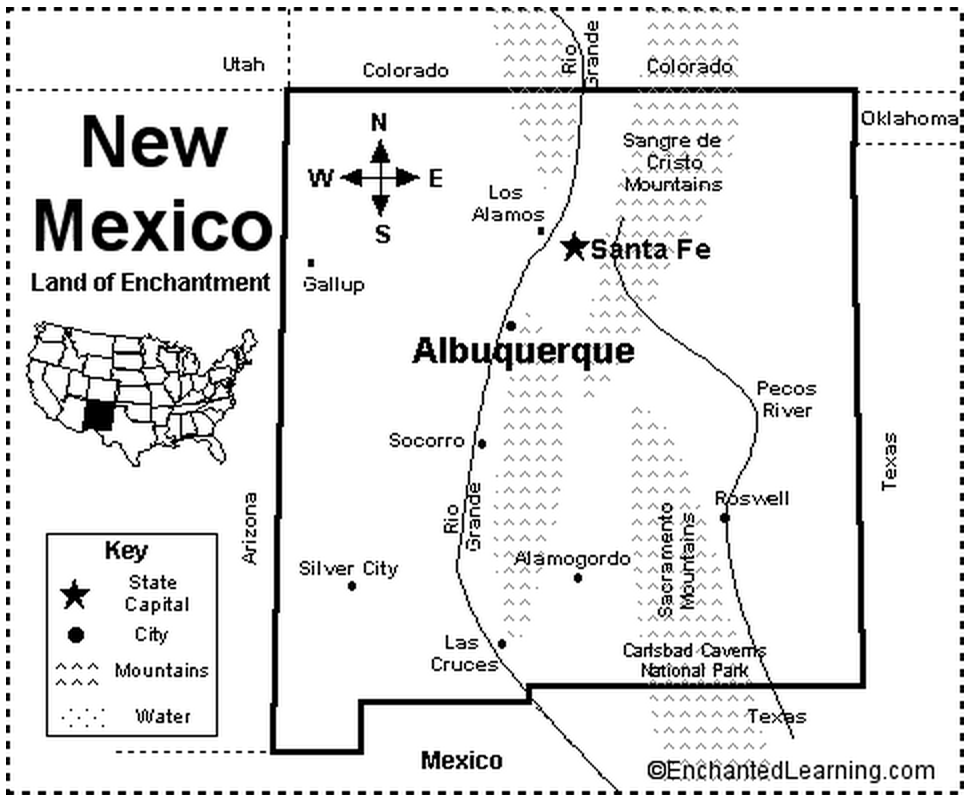 Utah
Colorado
Rio
Grande
Colorado
Oklahoma
New
Mexico
Land of Enchantment
N
W E
S
Sangre de
Cristo
Mountains
Los
Alamos
Santa Fe
Gallup
Albuquerque
Pecos
River
Socorro
Texas
Roswell
Rio
Grande
Arizona
Sacramento
Mountains
Silver City
Alamogordo
Las
Cruces
Carlsbad Caverns
National Park
Key
State
Capital
City
Mountains
Water
Texas
Mexico
©EnchantedLearning.com